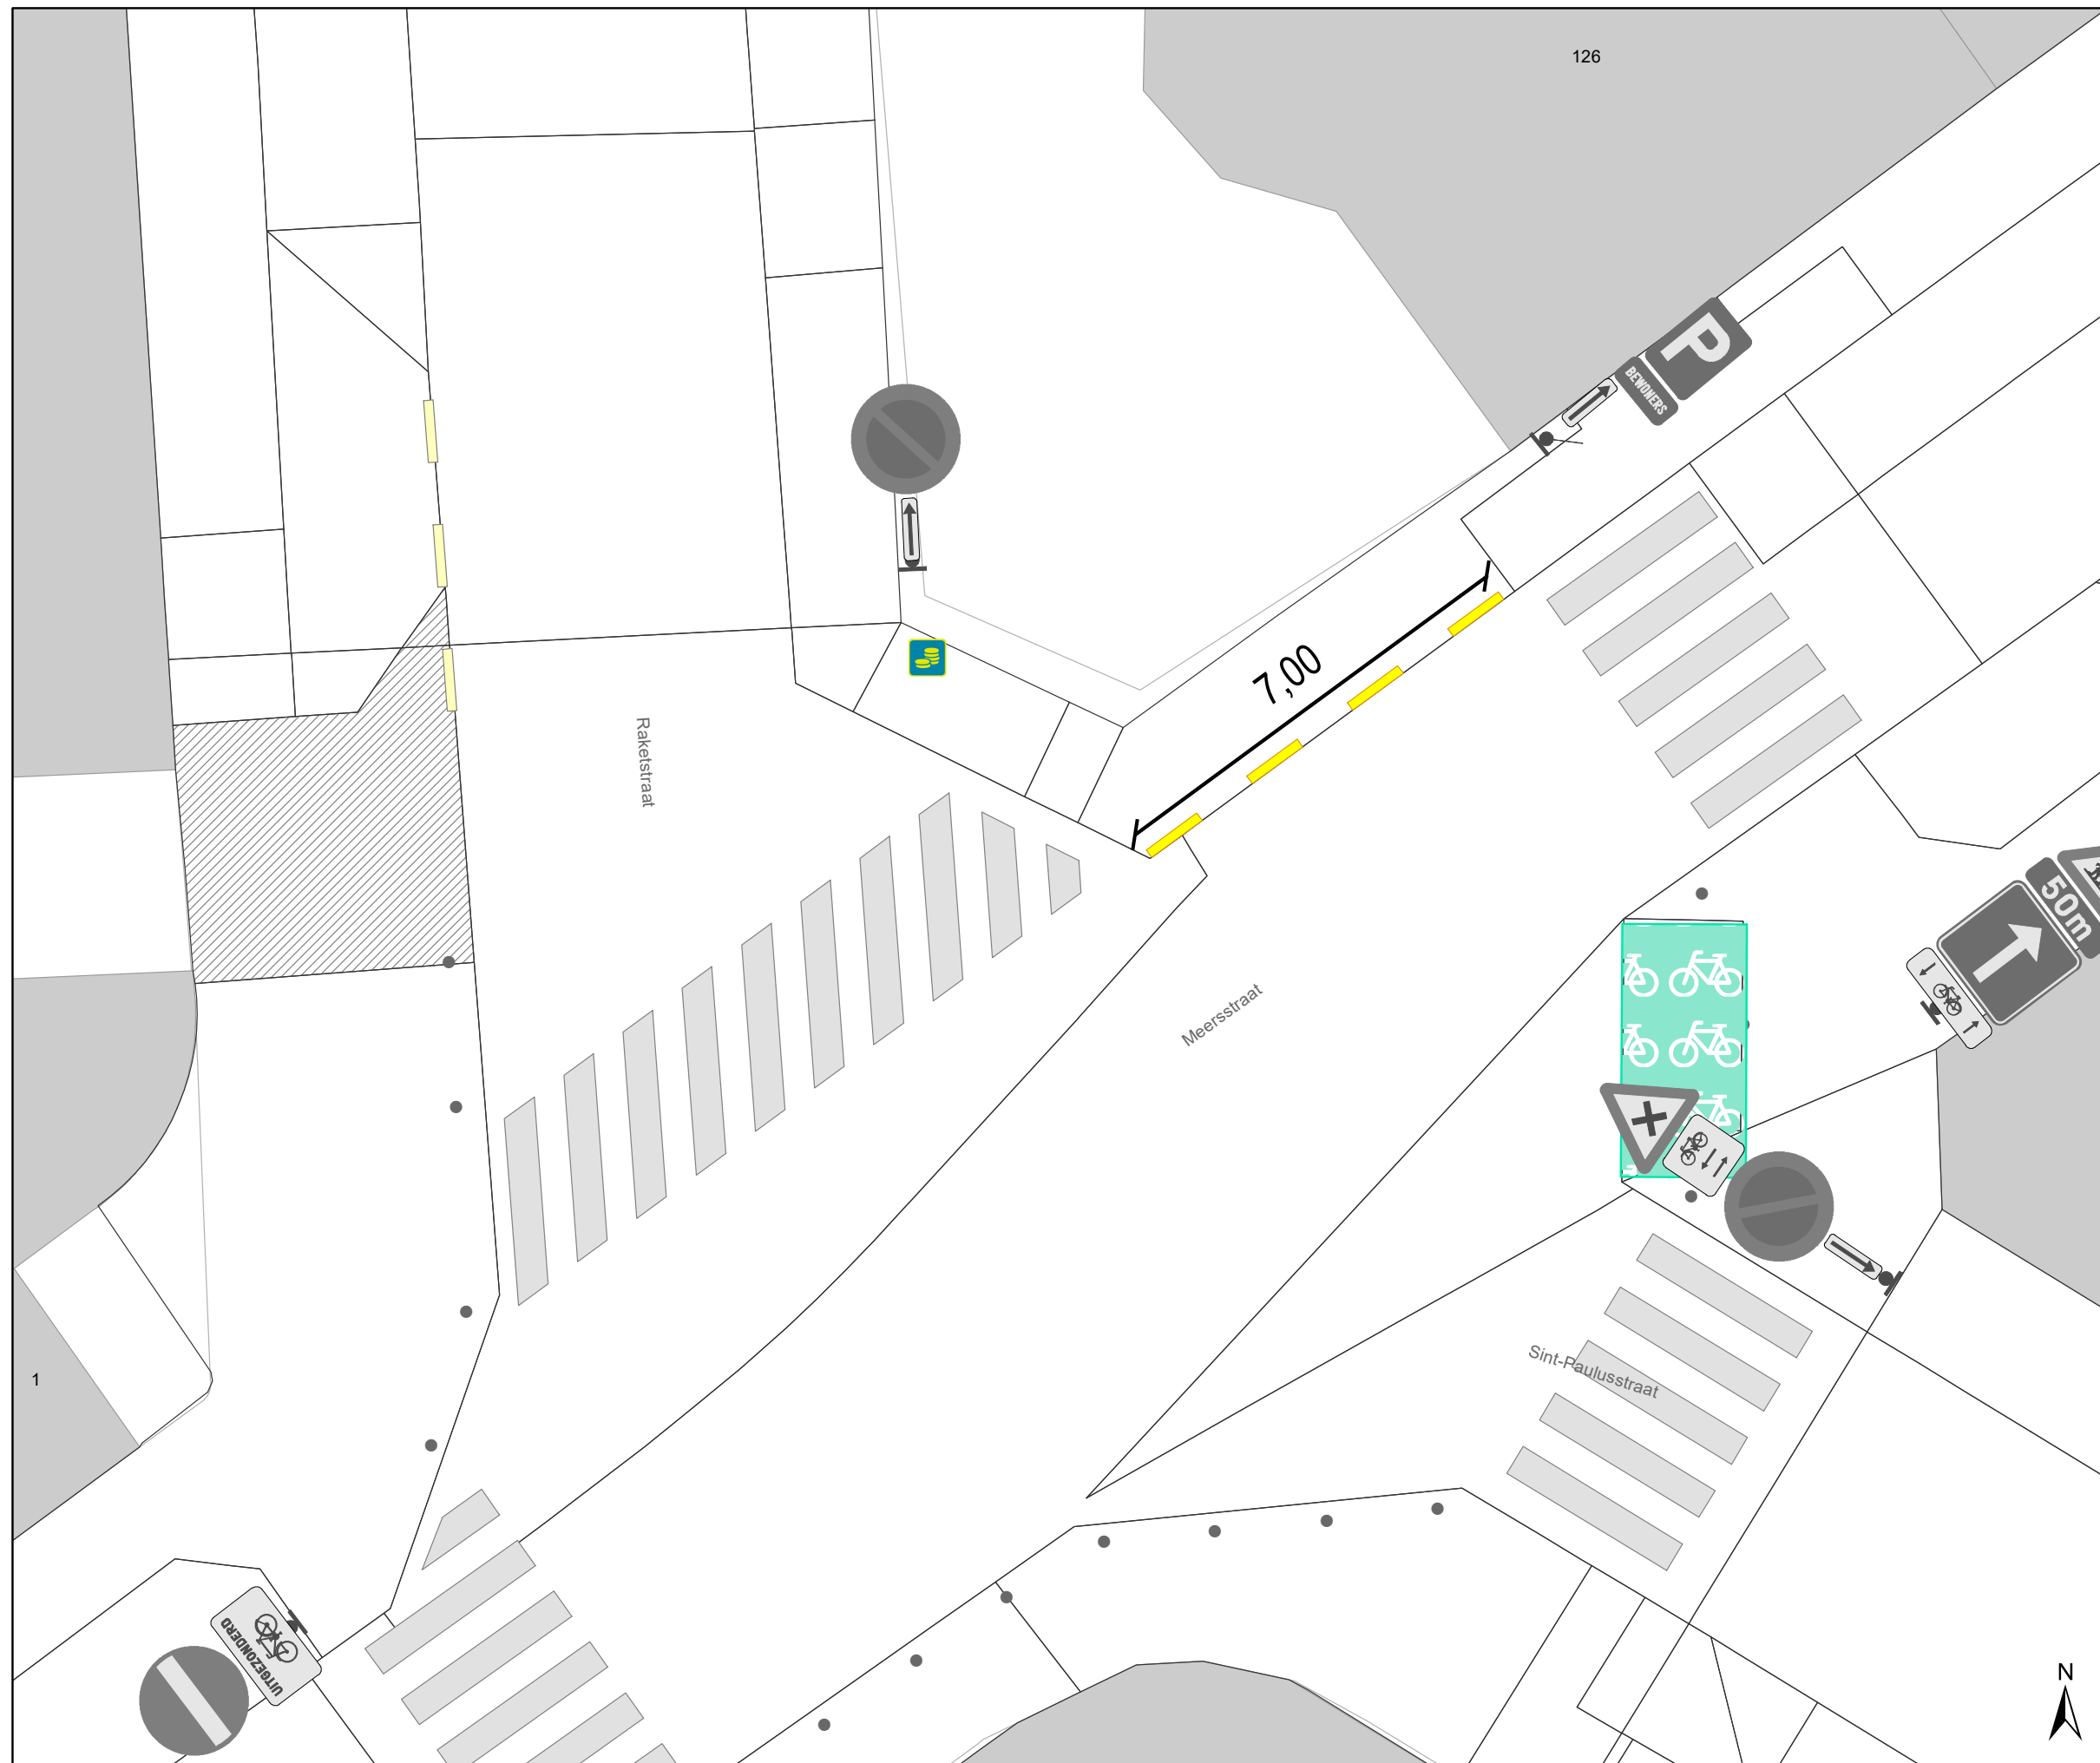 126
P
BEWONERS
7,00
Raketstraat
50m
Meersstraat
Sint-Paulusstraat
1
UITGEZONDERD
N